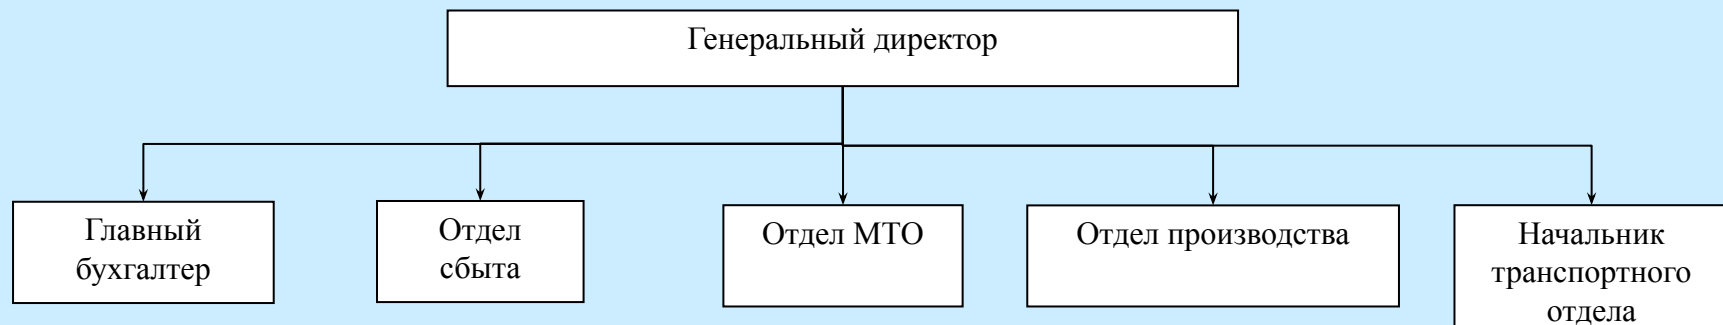 Генеральный директор
Главный
бухгалтер
Отдел
сбыта
Отдел МТО
Отдел производства
Начальник
транспортного
отдела